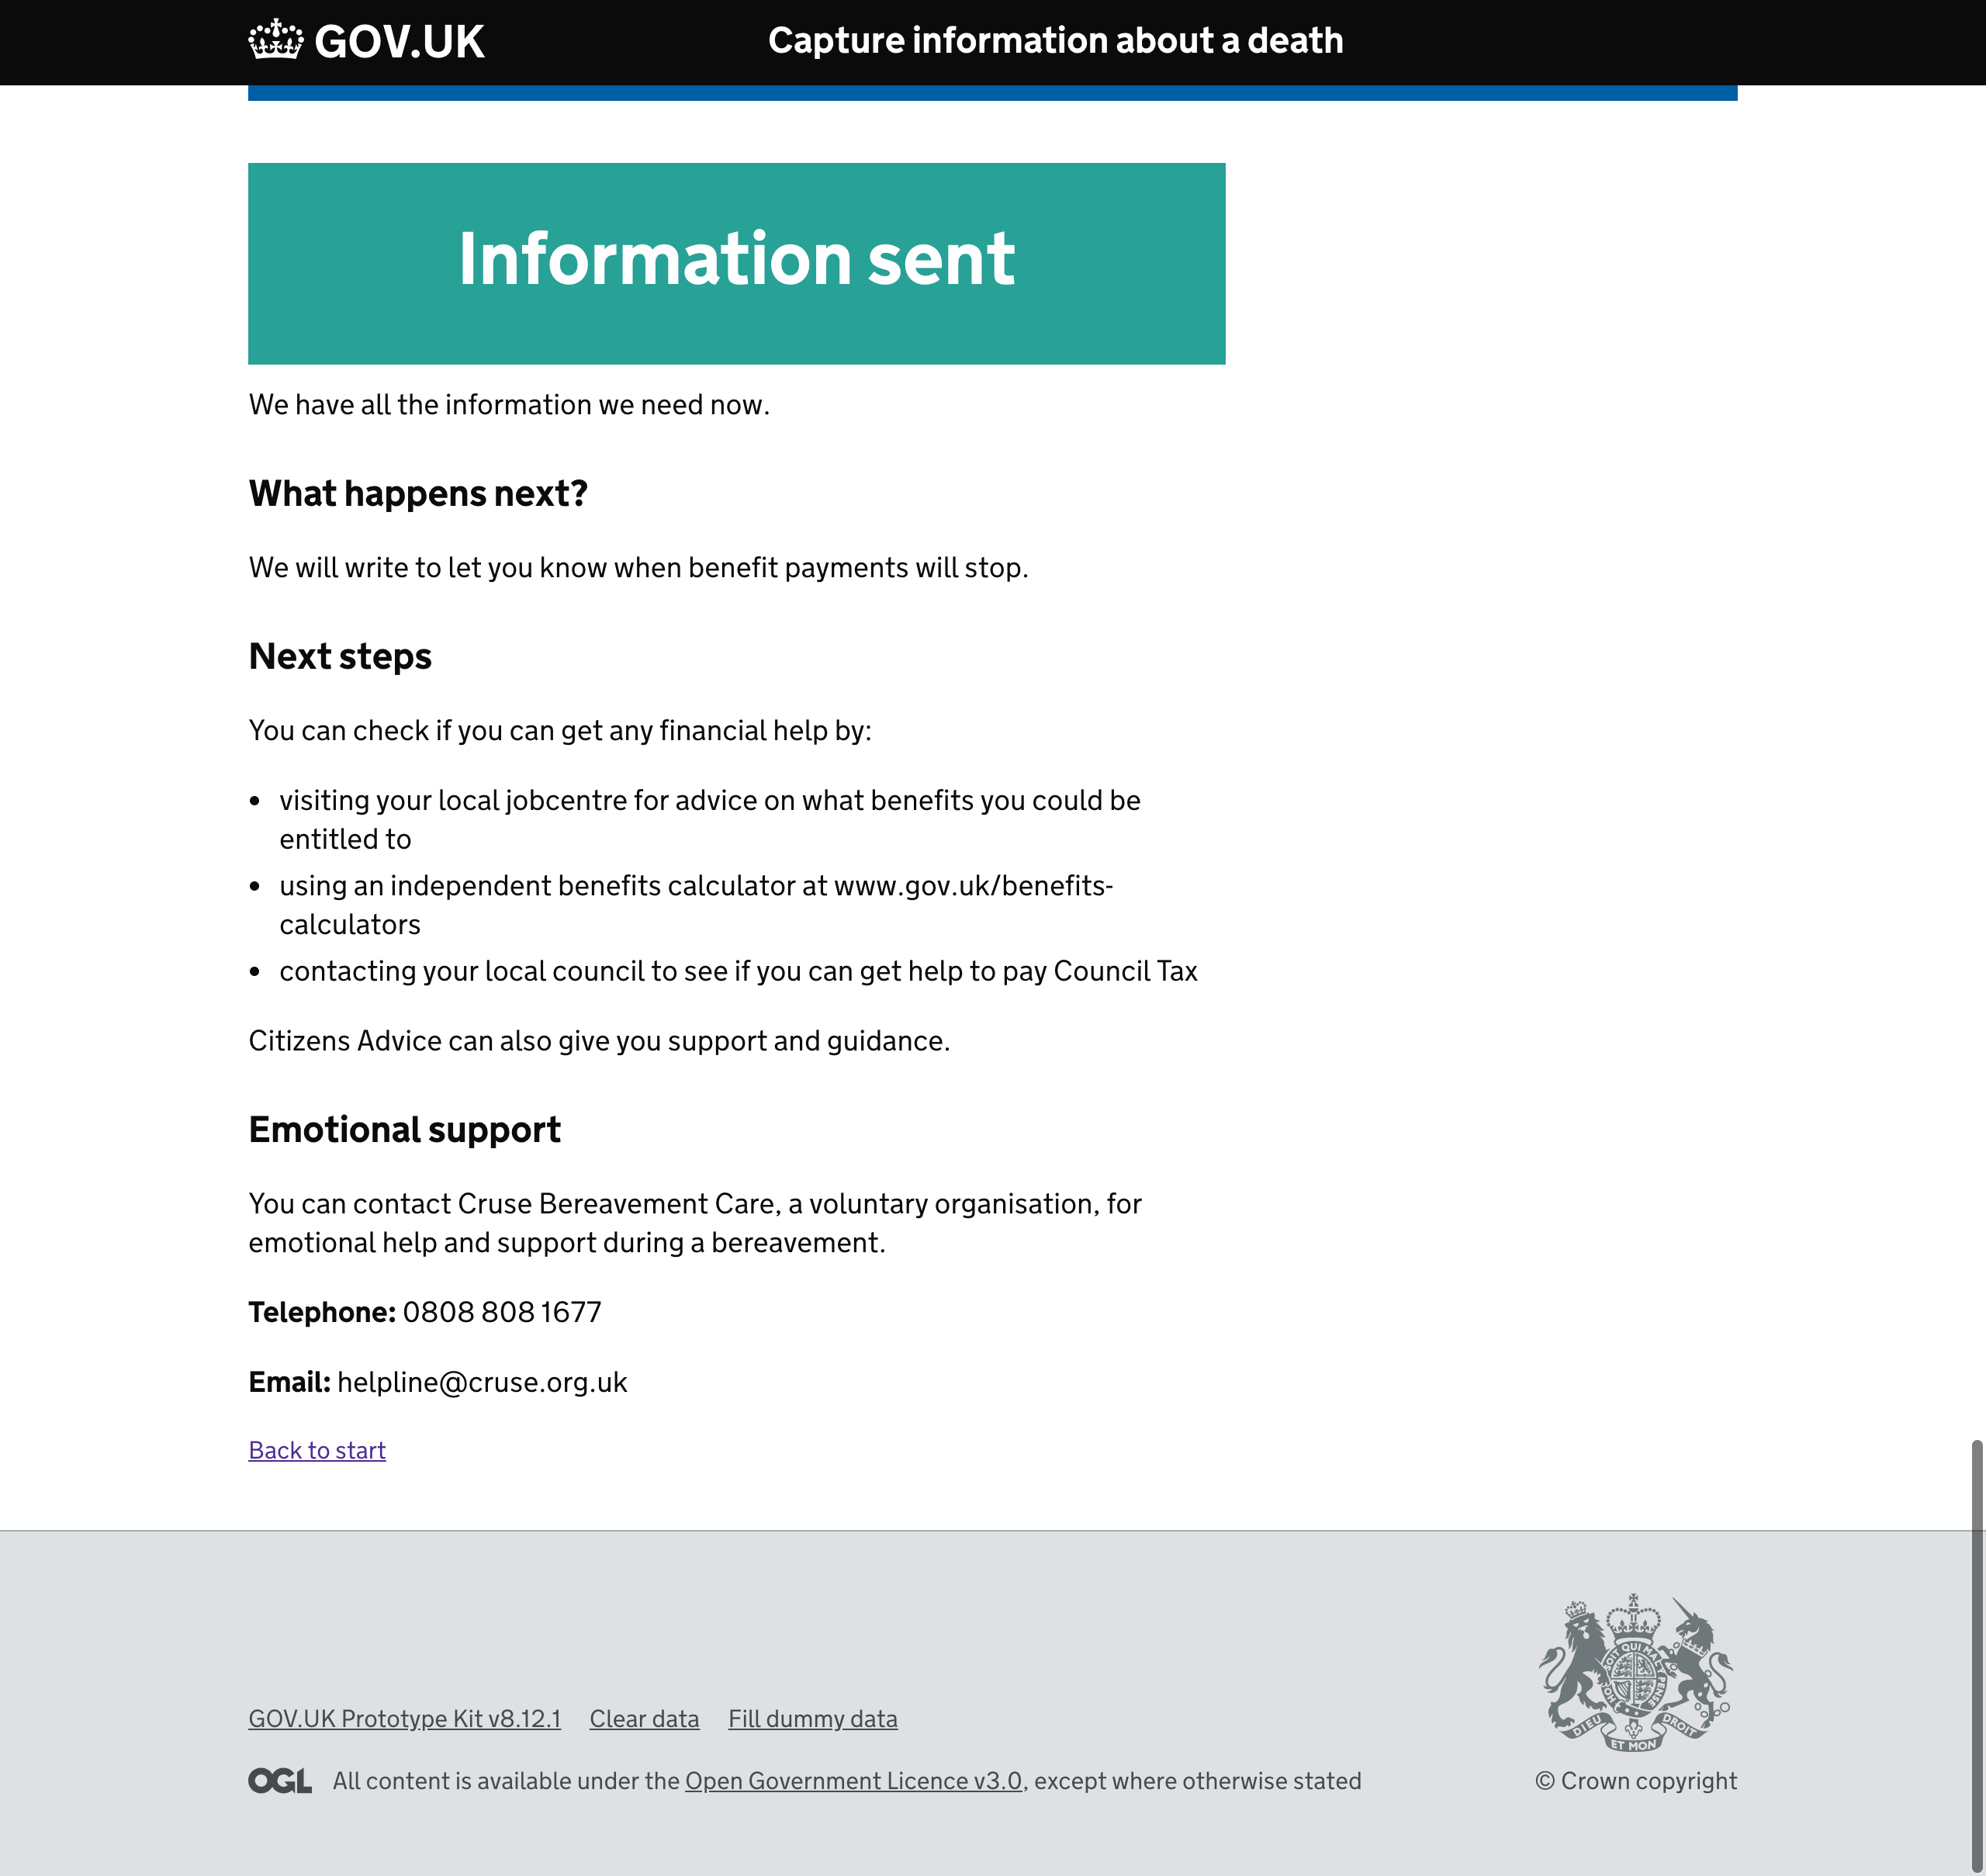 GOV.UK
Capture information about a death
Information sent
We have all the information we need now.
What happens next?
We will write to let you know when benefit payments will stop.
Next steps
You can check if you can get any financial help by:
• visiting your local jobcentre for advice on what benefits you could be
entitled to
• using an independent benefits calculator at www.gov.uk/benefits-
calculators
• contacting your local council to see if you can get help to pay Council Tax
Citizens Advice can also give you support and guidance.
Emotional support
You can contact Cruse Bereavement Care, a voluntary organisation, for
emotional help and support during a bereavement.
Telephone: 0808 808 1677
Email: helpline@cruse.org.uk
Back to start
GOV.UK Prototype Kit v8.12.1 Clear data Fill dummy data
OGL All content is available under the Open Government Licence v3.0, except where otherwise stated
DIEU ET MON DROIT
© Crown copyright